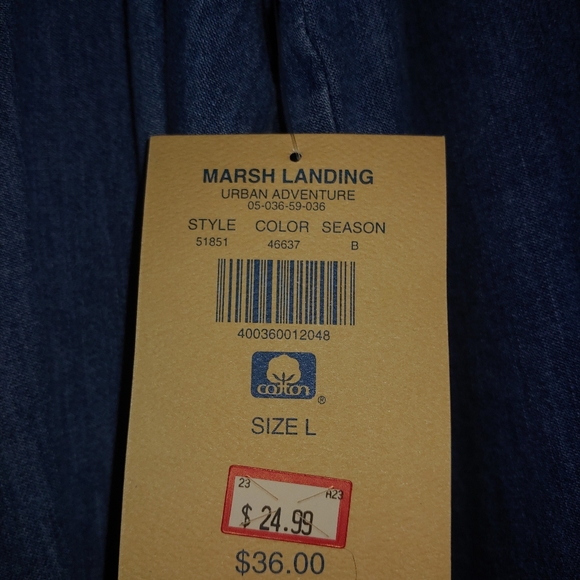 MARSH LANDING
URBAN ADVENTURE
05-036-59-036
STYLE COLOR SEASON
51851 46637 B
400360012048
cotton
®
SIZE L
23 A23
$ 24.99
$36.00